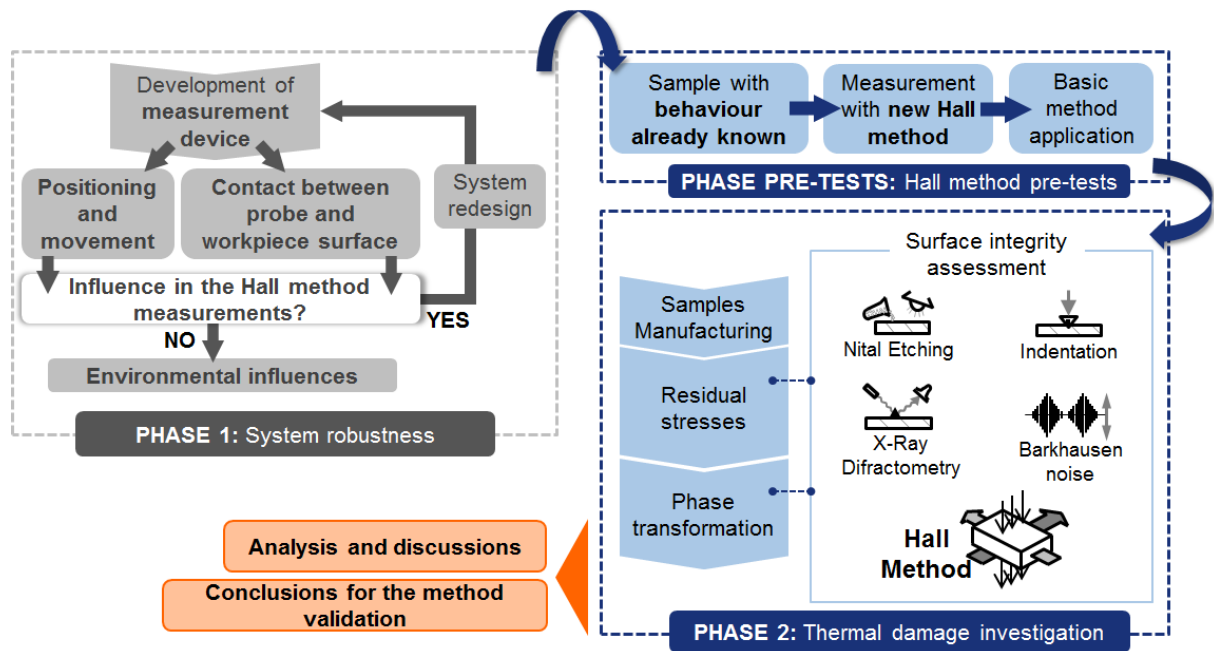 Development of
measurement
device
Positioning
and
movement
Contact between
probe and
workpiece surface
System
redesign
Influence in the Hall method
measurements?
YES
NO
Environmental influences
PHASE 1: System robustness
Sample with
behaviour
already known
Measurement
with new Hall
method
Basic
method
application
PHASE PRE-TESTS: Hall method pre-tests
Samples
Manufacturing
Residual
stresses
Phase
transformation
Surface integrity
assessment
Nital Etching
Indentation
X-Ray
Difractometry
Barkhausen
noise
Hall
Method
PHASE 2: Thermal damage investigation
Analysis and discussions
Conclusions for the method
validation